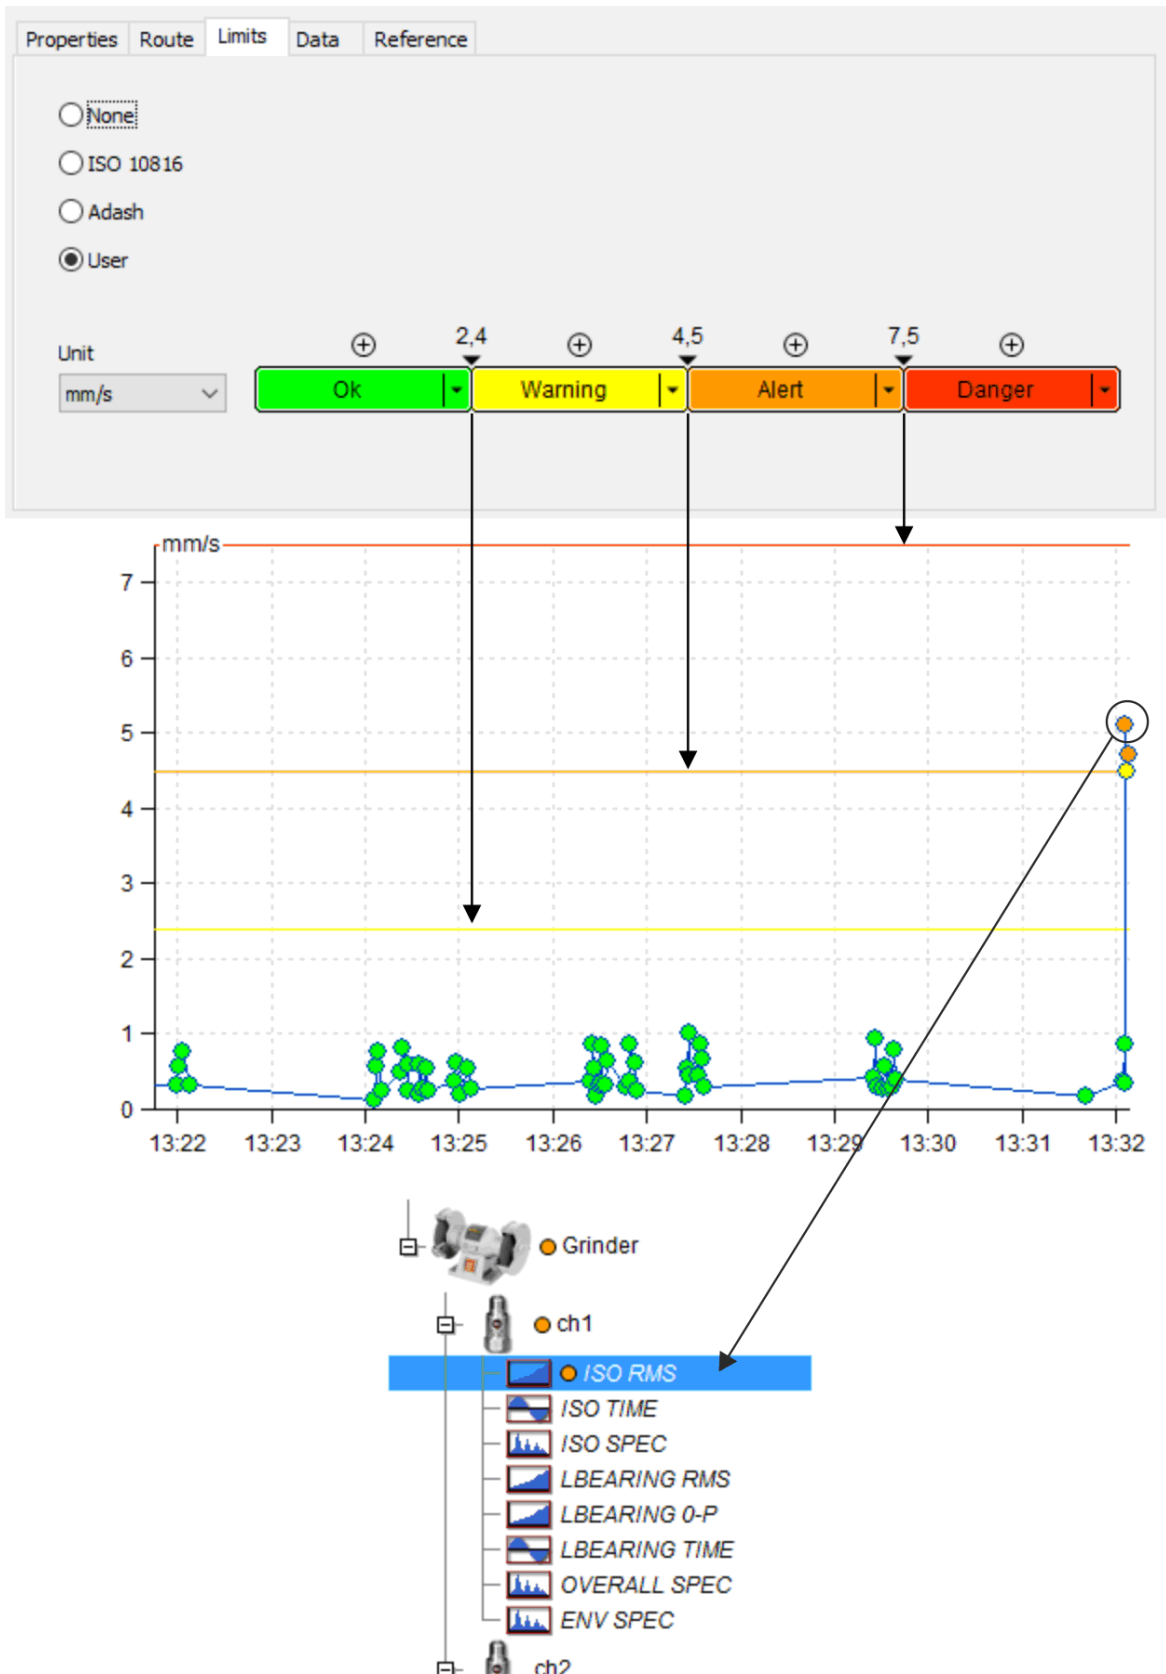 Properties Route Limits Data Reference
None
ISO 10816
Adash
User
2,4 4,5 7,5
Unit
mm/s Ok Warning Alert Danger
mm/s
7
6
5
4
3
2
1
0
13:22 13:23 13:24 13:25 13:26 13:27 13:28 13:29 13:30 13:31 13:32
Grinder
ch1
ISO RMS
ISO TIME
ISO SPEC
LBEARING RMS
LBEARING 0-P
LBEARING TIME
OVERALL SPEC
ENV SPEC
ch2